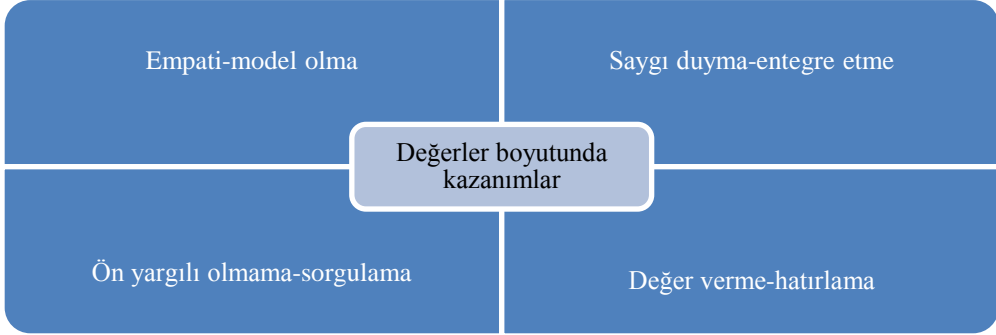 Empati-model olma
Saygı duyma-entegre etme
Değerler boyutunda
kazanımlar
Ön yargılı olmama-sorgulama
Değer verme-hatırlama